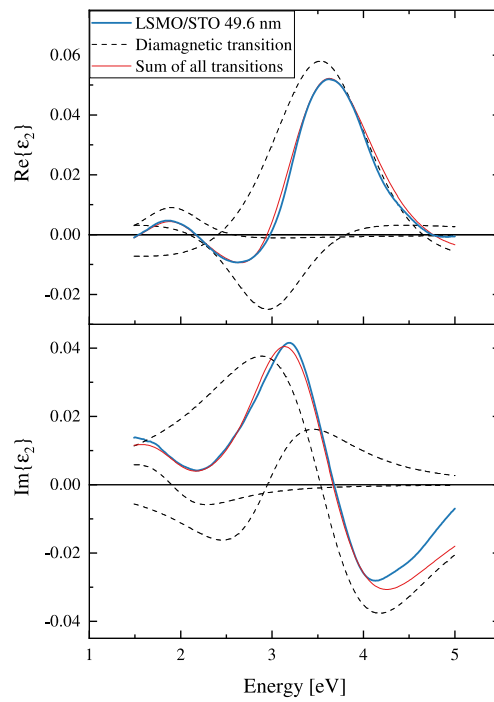 LSMO/STO 49.6 nm
Diamagnetic transition
Sum of all transitions
Re{ε₂}
0.06
0.04
0.02
0.00
-0.02
Im{ε₂}
0.04
0.02
0.00
-0.02
-0.04
1 2 3 4 5
Energy [eV]